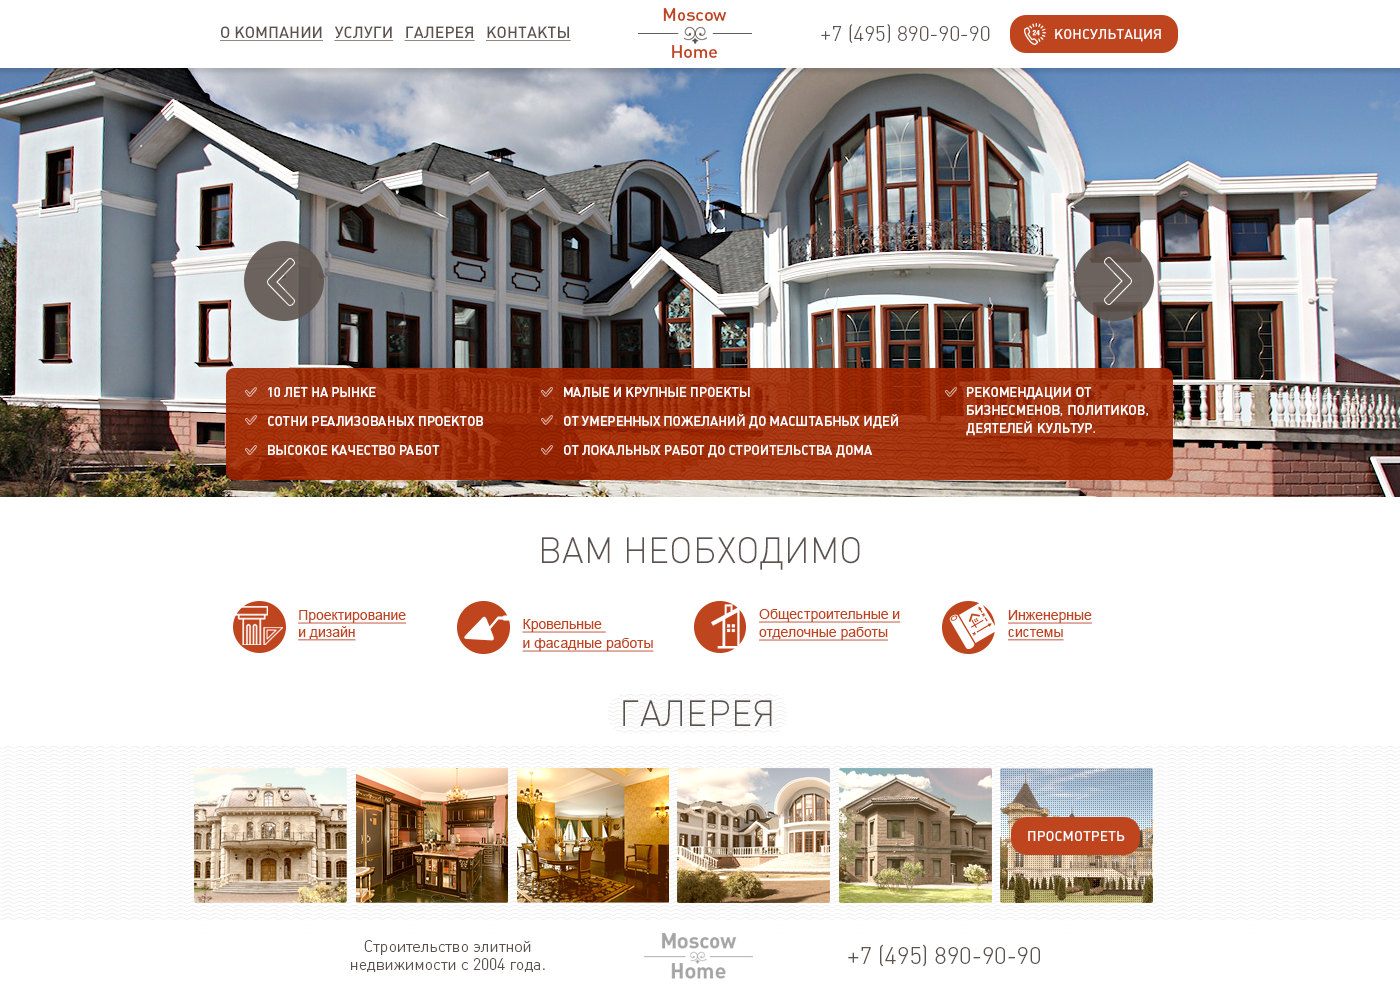 О КОМПАНИИ УСЛУГИ ГАЛЕРЕЯ КОНТАКТЫ
Moscow
Home
+7 (495) 890-90-90
24
КОНСУЛЬТАЦИЯ
10 ЛЕТ НА РЫНКЕ
СОТНИ РЕАЛИЗОВАНЫХ ПРОЕКТОВ
ВЫСОКОЕ КАЧЕСТВО РАБОТ
МАЛЫЕ И КРУПНЫЕ ПРОЕКТЫ
ОТ УМЕРЕННЫХ ПОЖЕЛАНИЙ ДО МАСШТАБНЫХ ИДЕЙ
ОТ ЛОКАЛЬНЫХ РАБОТ ДО СТРОИТЕЛЬСТВА ДОМА
РЕКОМЕНДАЦИИ ОТ
БИЗНЕСМЕНОВ, ПОЛИТИКОВ,
ДЕЯТЕЛЕЙ КУЛЬТУР.
ВАМ НЕОБХОДИМО
Проектирование
и дизайн
Кровельные
и фасадные работы
Общестроительные и
отделочные работы
Инженерные
системы
ГАЛЕРЕЯ
ПРОСМОТРЕТЬ
Строительство элитной
недвижимости с 2004 года.
Moscow
Home
+7 (495) 890-90-90